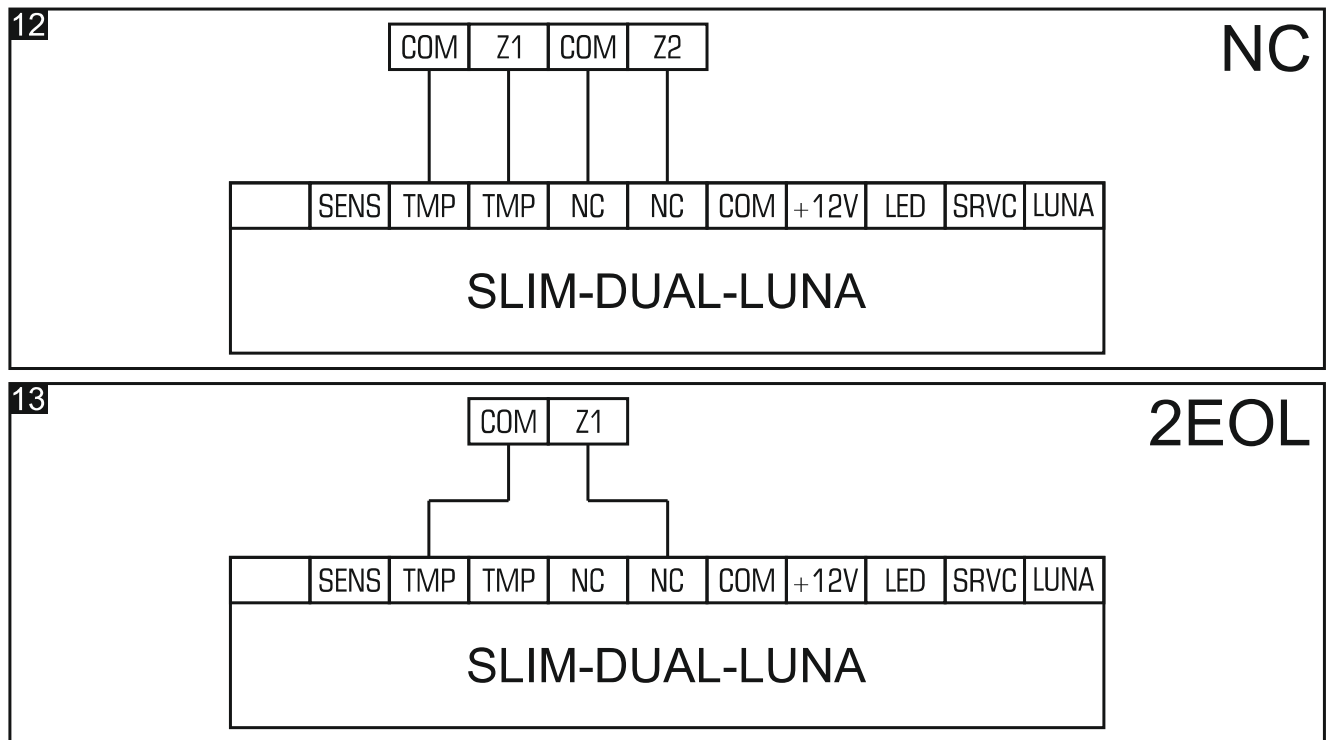 12
NC
COM Z1 COM Z2
SENS TMP TMP NC NC COM +12V LED SRVC LUNA
SLIM-DUAL-LUNA
13
2EOL
COM Z1
SENS TMP TMP NC NC COM +12V LED SRVC LUNA
SLIM-DUAL-LUNA